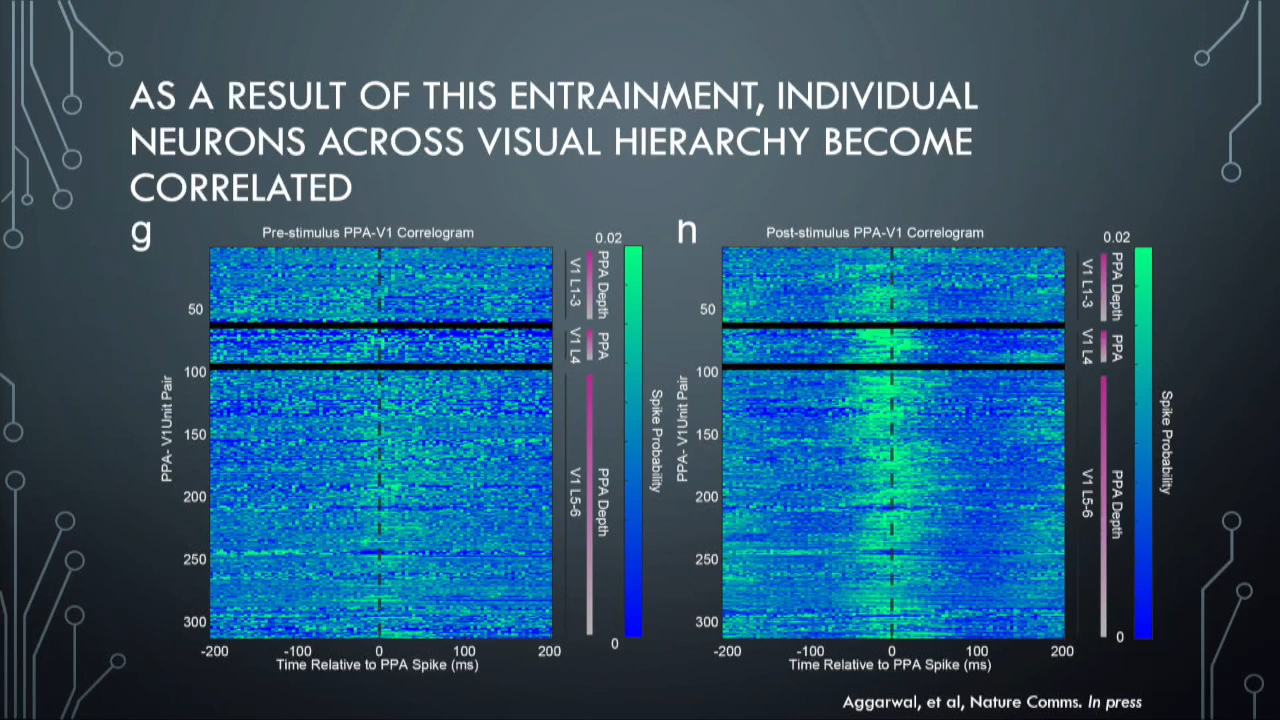 AS A RESULT OF THIS ENTRAINMENT, INDIVIDUAL
NEURONS ACROSS VISUAL HIERARCHY BECOME
CORRELATED
g
Pre-stimulus PPA-V1 Correlogram
50
100
150
200
250
300
PPA- V1Unit Pair
-200
-100
0
100
200
Time Relative to PPA Spike (ms)
V1 L1-3
PPA Depth
V1 L4
PPA
V1 L5-6
PPA Depth
0.02
0
Spike Probability
h
Post-stimulus PPA-V1 Correlogram
50
100
150
200
250
300
PPA- V1Unit Pair
-200
-100
0
100
200
Time Relative to PPA Spike (ms)
V1 L1-3
PPA Depth
V1 L4
PPA
V1 L5-6
PPA Depth
0.02
0
Spike Probability
Aggarwal, et al, Nature Comms. In press